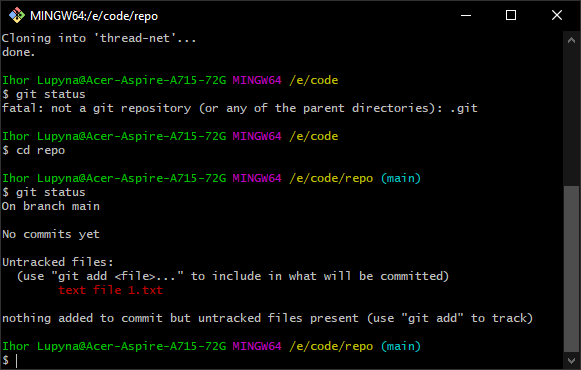 MINGW64:/e/code/repo
Cloning into 'thread-net'...
done.
Ihor Lupyna@Acer-Aspire-A715-72G MINGW64 /e/code
$ git status
fatal: not a git repository (or any of the parent directories): .git
Ihor Lupyna@Acer-Aspire-A715-72G MINGW64 /e/code
$ cd repo
Ihor Lupyna@Acer-Aspire-A715-72G MINGW64 /e/code/repo (main)
$ git status
On branch main
No commits yet
Untracked files:
  (use "git add <file>..." to include in what will be committed)
        text file 1.txt
nothing added to commit but untracked files present (use "git add" to track)
Ihor Lupyna@Acer-Aspire-A715-72G MINGW64 /e/code/repo (main)
$